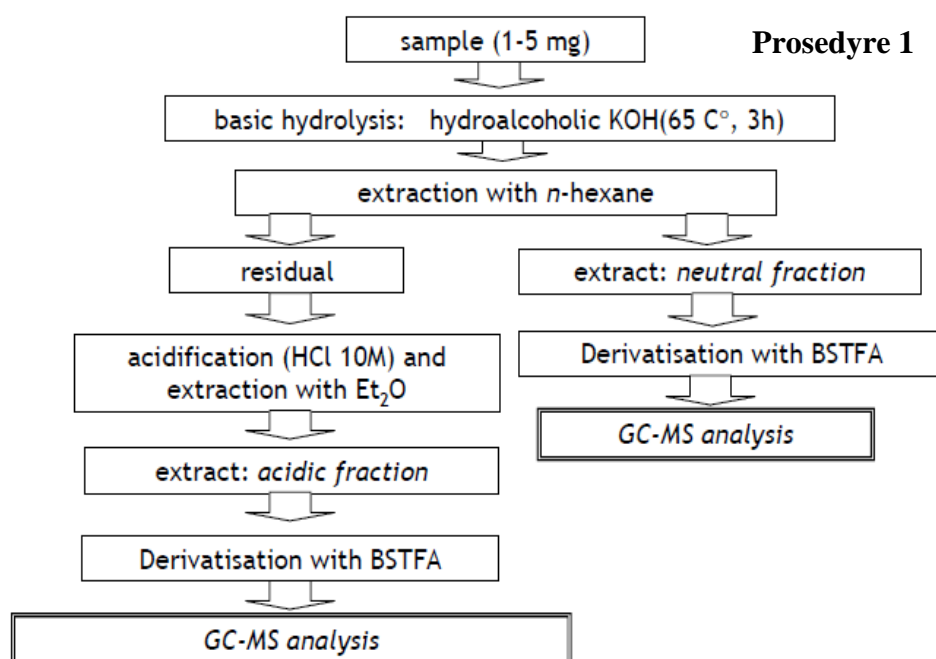 sample (1-5 mg)
Prosedyre 1
basic hydrolysis: hydroalcoholic KOH(65 C°, 3h)
extraction with n-hexane
residual
extract: neutral fraction
acidification (HCl 10M) and
extraction with Et₂O
Derivatisation with BSTFA
GC-MS analysis
extract: acidic fraction
Derivatisation with BSTFA
GC-MS analysis